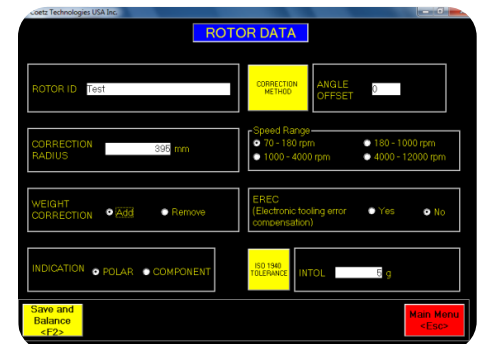 Coetz Technologies USA Inc.
ROTOR DATA
ROTOR ID Test
CORRECTION METHOD
ANGLE OFFSET 0
CORRECTION RADIUS 395 mm
Speed Range
70 - 180 rpm
180 - 1000 rpm
1000 - 4000 rpm
4000 - 12000 rpm
WEIGHT CORRECTION Add Remove
EREC
(Electronic tooling error
compensation)
Yes No
INDICATION POLAR COMPONENT
ISO 1940
TOLERANCE
INTOL 5 g
Save and
Balance
<F2>
Main Menu
<Esc>